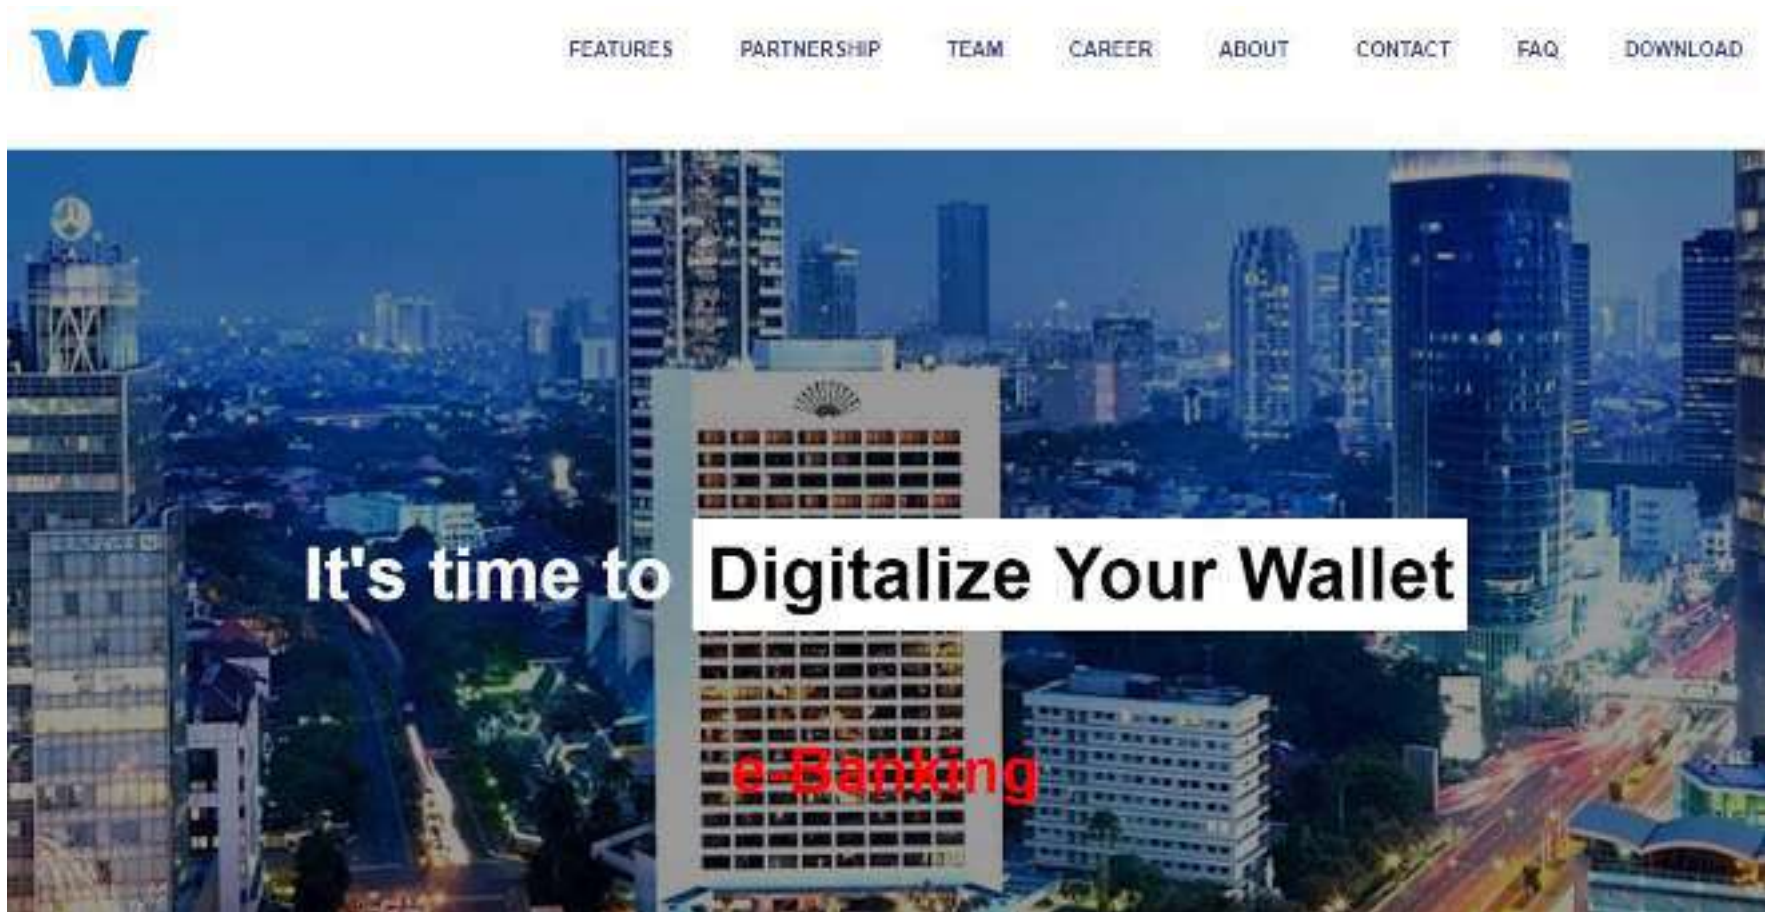 W
FEATURES PARTNERSHIP TEAM CAREER ABOUT CONTACT FAQ DOWNLOAD
It's time to Digitalize Your Wallet
e-Banking